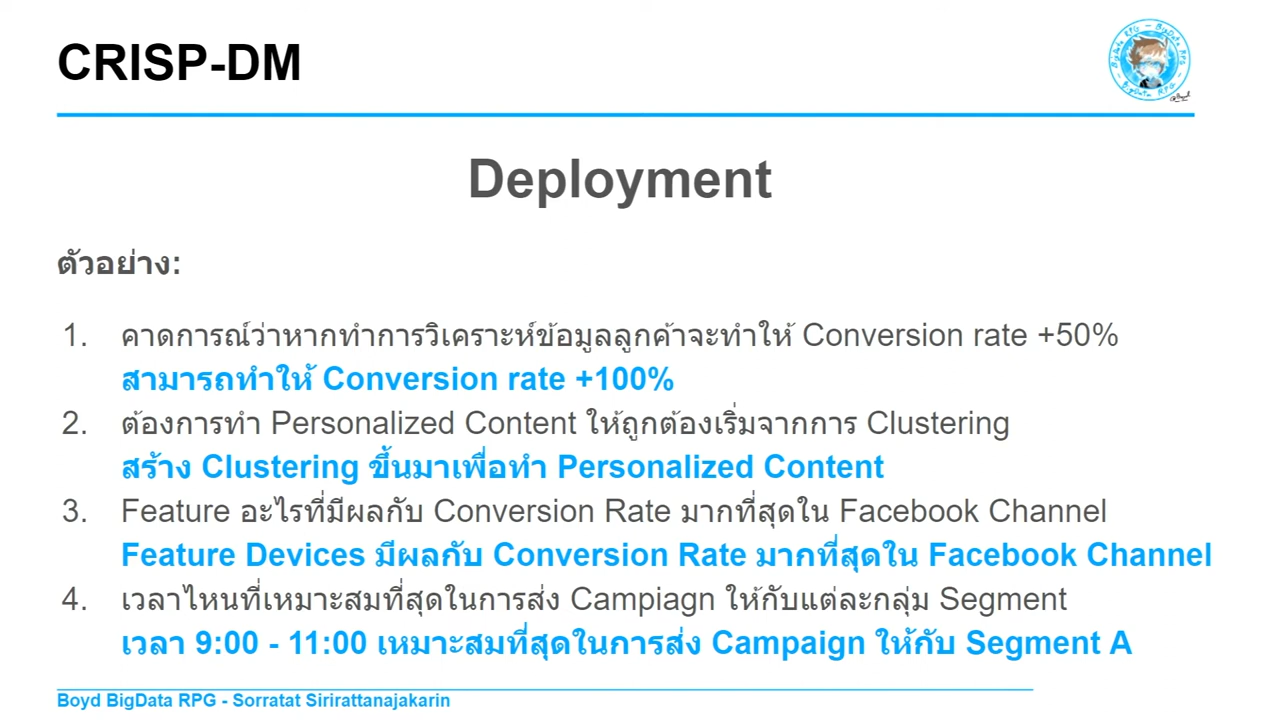 CRISP-DM
Deployment
ตัวอย่าง:
1. คาดการณ์ว่าหากทำการวิเคราะห์ข้อมูลลูกค้าจะทำให้ Conversion rate +50%
สามารถทำให้ Conversion rate +100%
2. ต้องการทำ Personalized Content ให้ถูกต้องเริ่มจากการ Clustering
สร้าง Clustering ขึ้นมาเพื่อทำ Personalized Content
3. Feature อะไรที่มีผลกับ Conversion Rate มากที่สุดใน Facebook Channel
Feature Devices มีผลกับ Conversion Rate มากที่สุดใน Facebook Channel
4. เวลาไหนที่เหมาะสมที่สุดในการส่ง Campiagn ให้กับแต่ละกลุ่ม Segment
เวลา 9:00 - 11:00 เหมาะสมที่สุดในการส่ง Campaign ให้กับ Segment A
Boyd BigData RPG - Sorratat Sirirattanajakarin